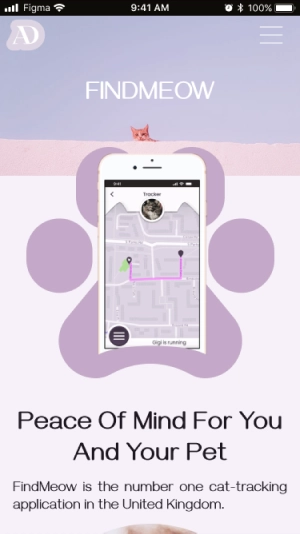 Figma 9:41 AM 100%
AD
FINDMEOW
9:41
Tracker
Gigi is running
Peace Of Mind For You
And Your Pet
FindMeow is the number one cat-tracking
application in the United Kingdom.